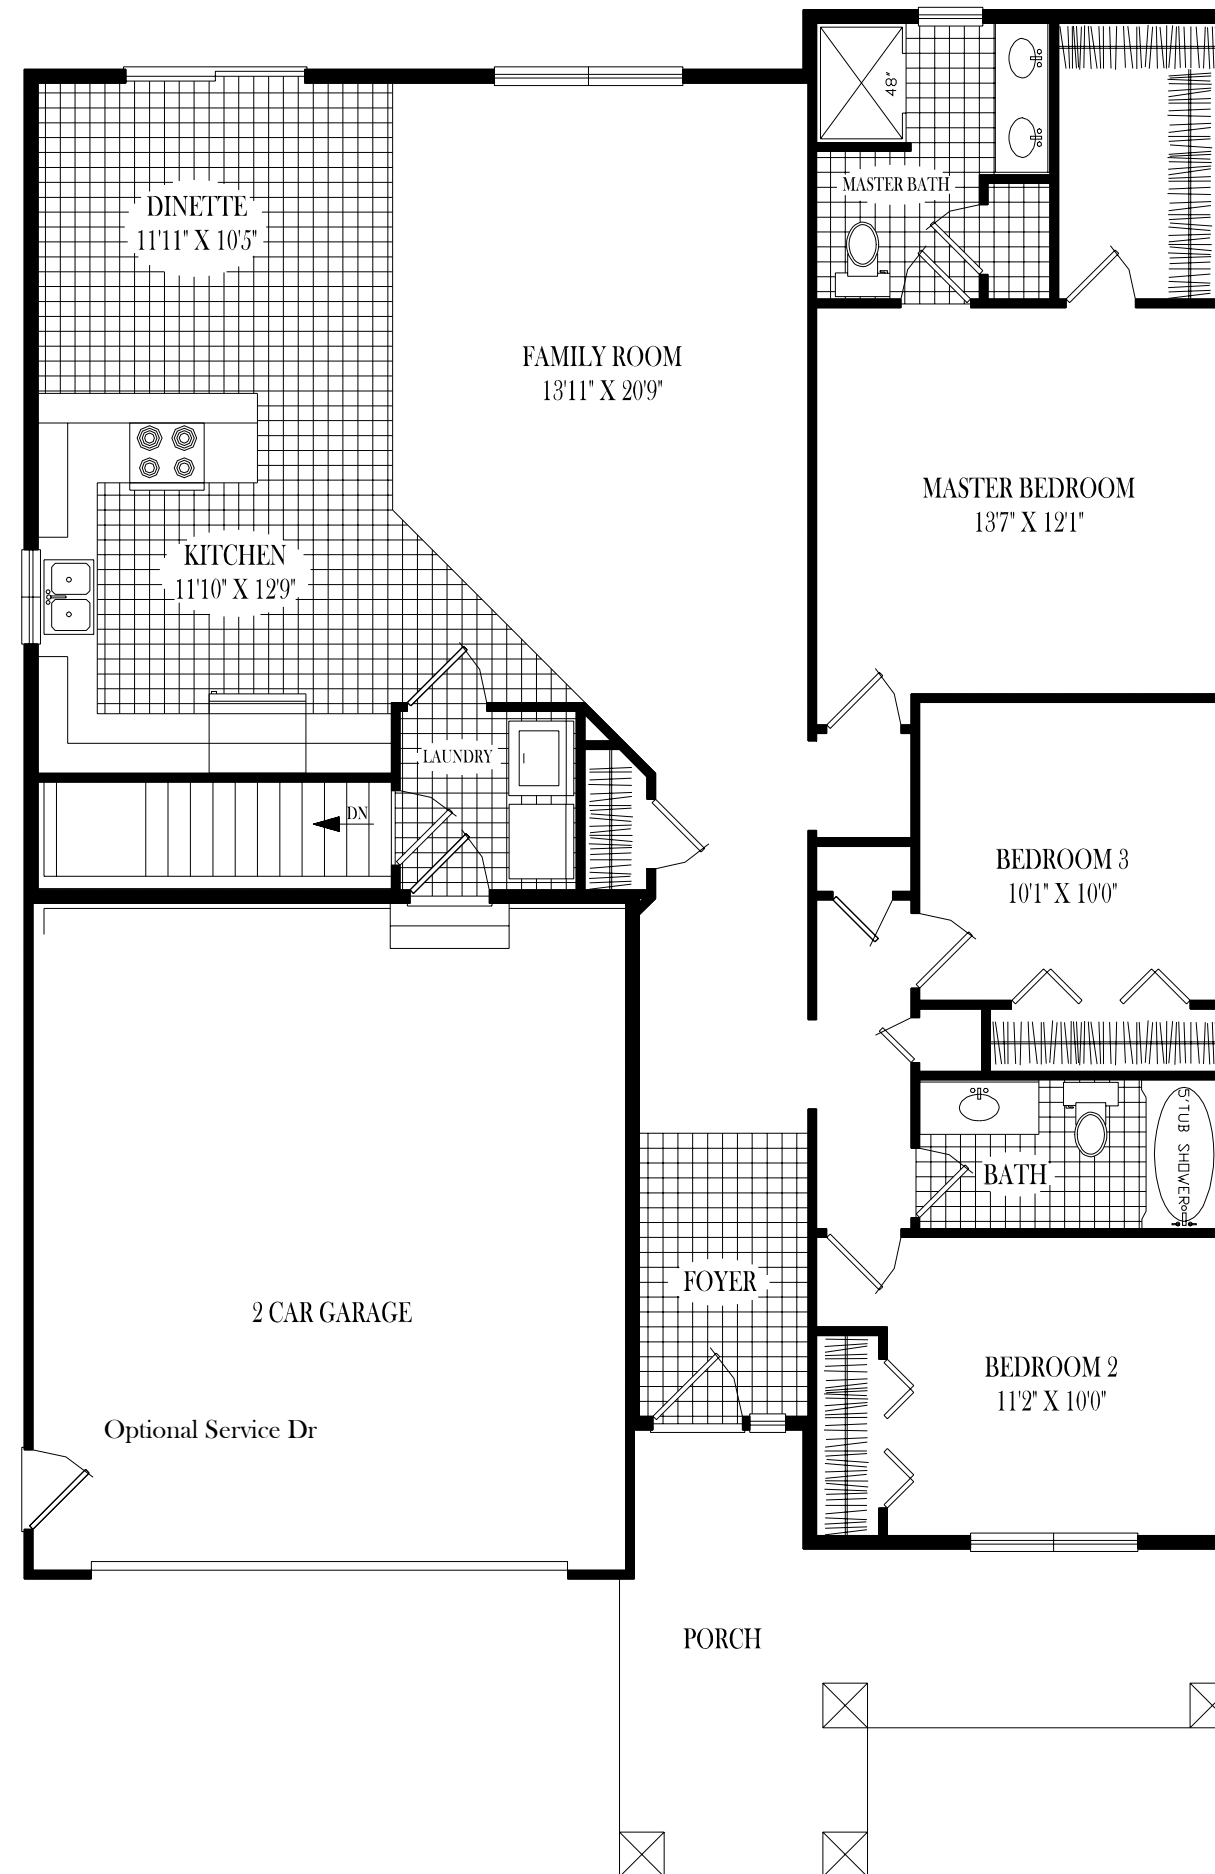 48"
MASTER BATH
DINETTE
11'11" X 10'5"
FAMILY ROOM
13'11" X 20'9"
MASTER BEDROOM
13'7" X 12'1"
KITCHEN
11'10" X 12'9"
LAUNDRY
DN
BEDROOM 3
10'1" X 10'0"
5'TUB SHOWER
BATH
FOYER
2 CAR GARAGE
BEDROOM 2
11'2" X 10'0"
Optional Service Dr
PORCH